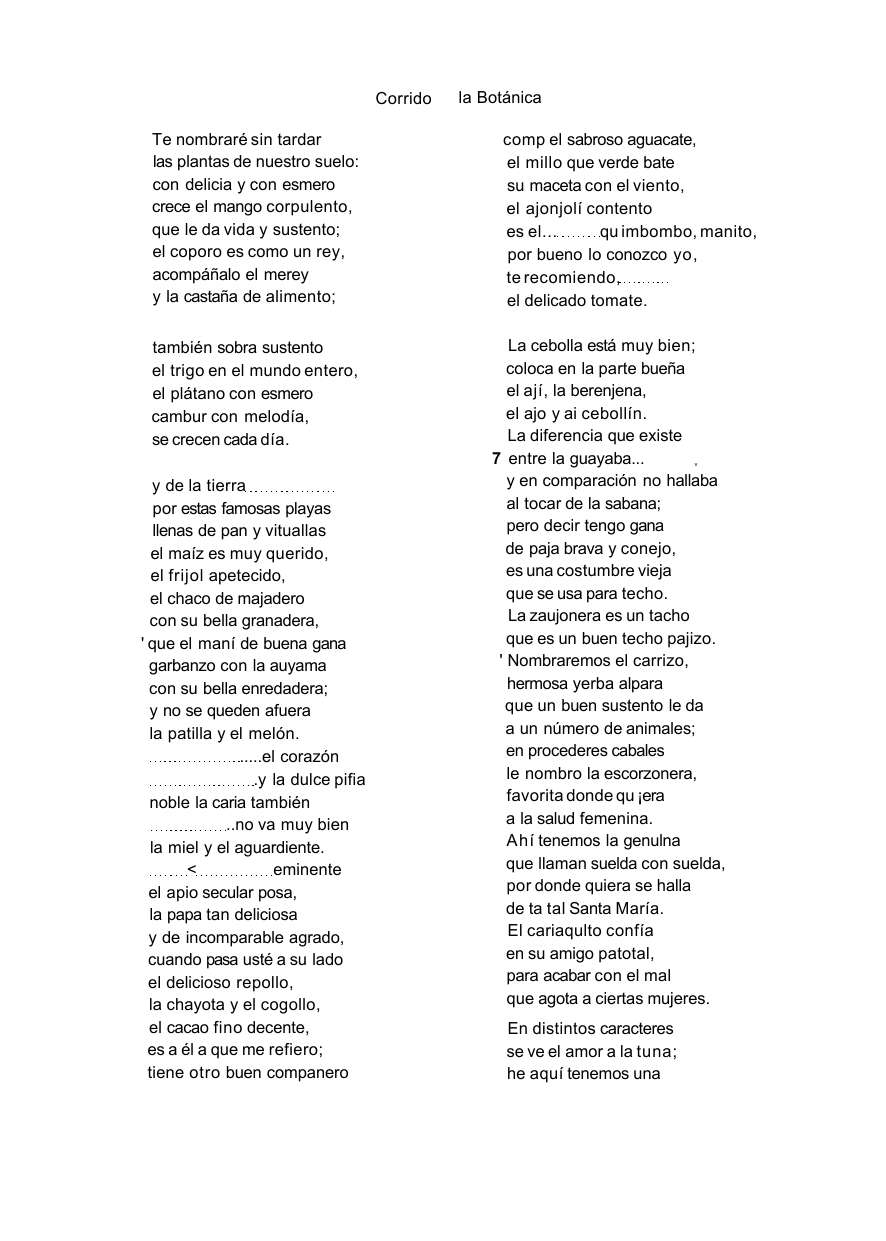 Corrido la Botánica
Te nombraré sin tardar
las plantas de nuestro suelo:
con delicia y con esmero
crece el mango corpulento,
que le da vida y sustento;
el coporo es como un rey,
acompáñalo el merey
y la castaña de alimento;
también sobra sustento
el trigo en el mundo entero,
el plátano con esmero
cambur con melodía,
se crecen cada día.
y de la tierra.................
por estas famosas playas
llenas de pan y vituallas
el maíz es muy querido,
el frijol apetecido,
el chaco de majadero
con su bella granadera,
' que el maní de buena gana
garbanzo con la auyama
con su bella enredadera;
y no se queden afuera
la patilla y el melón.
......................el corazón
......................y la dulce pifia
noble la caria también
.................no va muy bien
la miel y el aguardiente.
........<................eminente
el apio secular posa,
la papa tan deliciosa
y de incomparable agrado,
cuando pasa usté a su lado
el delicioso repollo,
la chayota y el cogollo,
el cacao fino decente,
es a él a que me refiero;
tiene otro buen companero
comp el sabroso aguacate,
el millo que verde bate
su maceta con el viento,
el ajonjolí contento
es el............qu imbombo, manito,
por bueno lo conozco yo,
te recomiendo,..........
el delicado tomate.
La cebolla está muy bien;
coloca en la parte bueña
el ají, la berenjena,
el ajo y ai cebollín.
La diferencia que existe
7 entre la guayaba... ,
y en comparación no hallaba
al tocar de la sabana;
pero decir tengo gana
de paja brava y conejo,
es una costumbre vieja
que se usa para techo.
La zaujonera es un tacho
que es un buen techo pajizo.
' Nombraremos el carrizo,
hermosa yerba alpara
que un buen sustento le da
a un número de animales;
en procederes cabales
le nombro la escorzonera,
favorita donde qu ¡era
a la salud femenina.
Ahí tenemos la genulna
que llaman suelda con suelda,
por donde quiera se halla
de ta tal Santa María.
El cariaqulto confía
en su amigo patotal,
para acabar con el mal
que agota a ciertas mujeres.
En distintos caracteres
se ve el amor a la tuna;
he aquí tenemos una